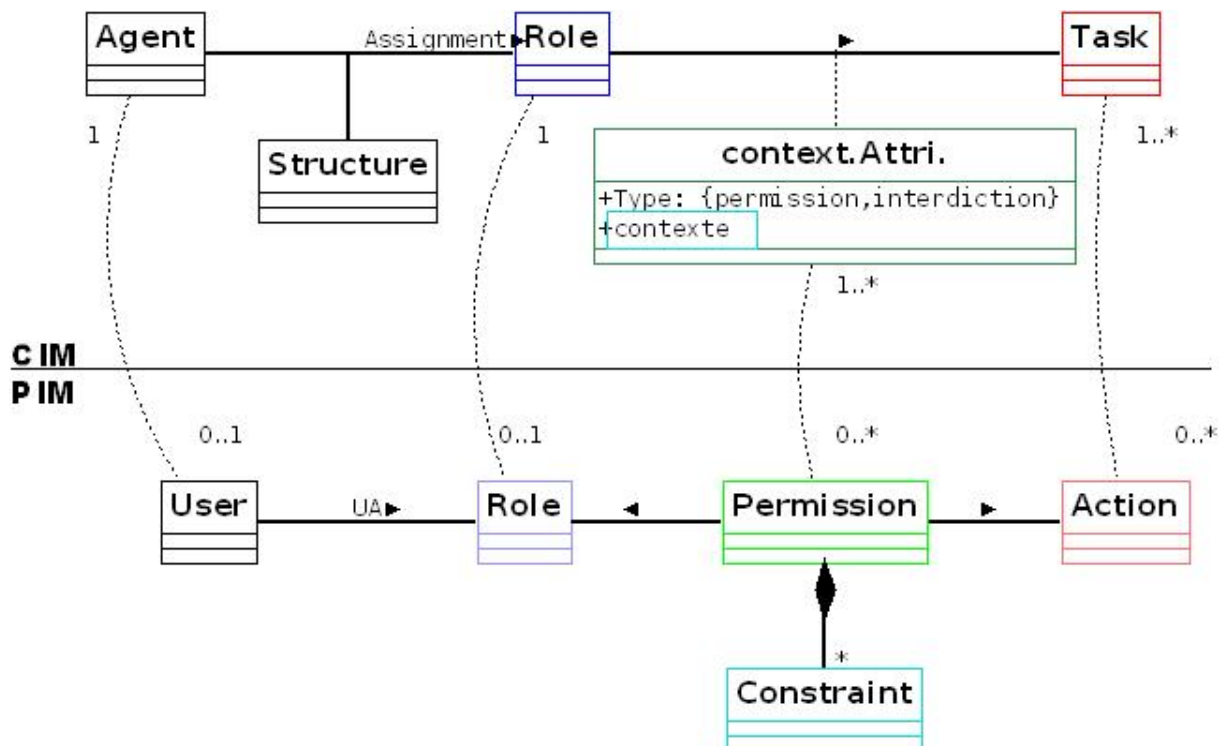 Agent
Assignment
Role
Task
1
1
1..*
Structure
context.Attri.
+Type: {permission,interdiction}
+contexte
1..*
CIM
PIM
0..1
0..1
0..*
0..*
User
UA
Role
Permission
Action
*
Constraint